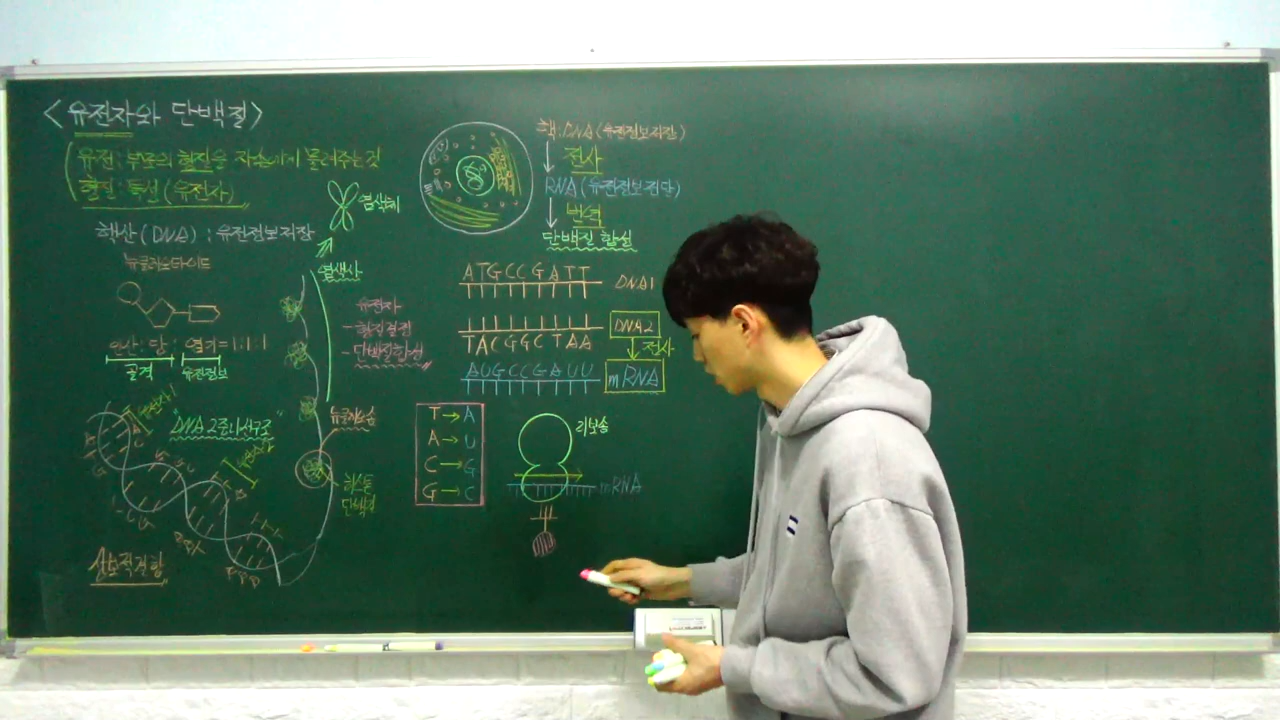 <유전자와 단백질>
유전 : 부모의 형질을 자손에게 물려주는 것
형질 : 특성 (유전자)
핵산 (DNA) : 유전정보 저장
뉴클레오타이드
인산 : 당 : 염기 = 1:1:1
골격 유전정보
"DNA 2중나선구조"
상보적결합
염색체
염색사
유전자
- 형질결정
- 단백질합성
뉴클레오솜
히스톤
단백질
핵 : DNA (유전정보저장)
전사
RNA (유전정보전달)
번역
단백질 합성
ATGCCGATT DNA1
DNA2
TACGGCTAA
전사
AUGCCGAUU mRNA
T → A
A → U
C → G
G → C
리보솜
mRNA